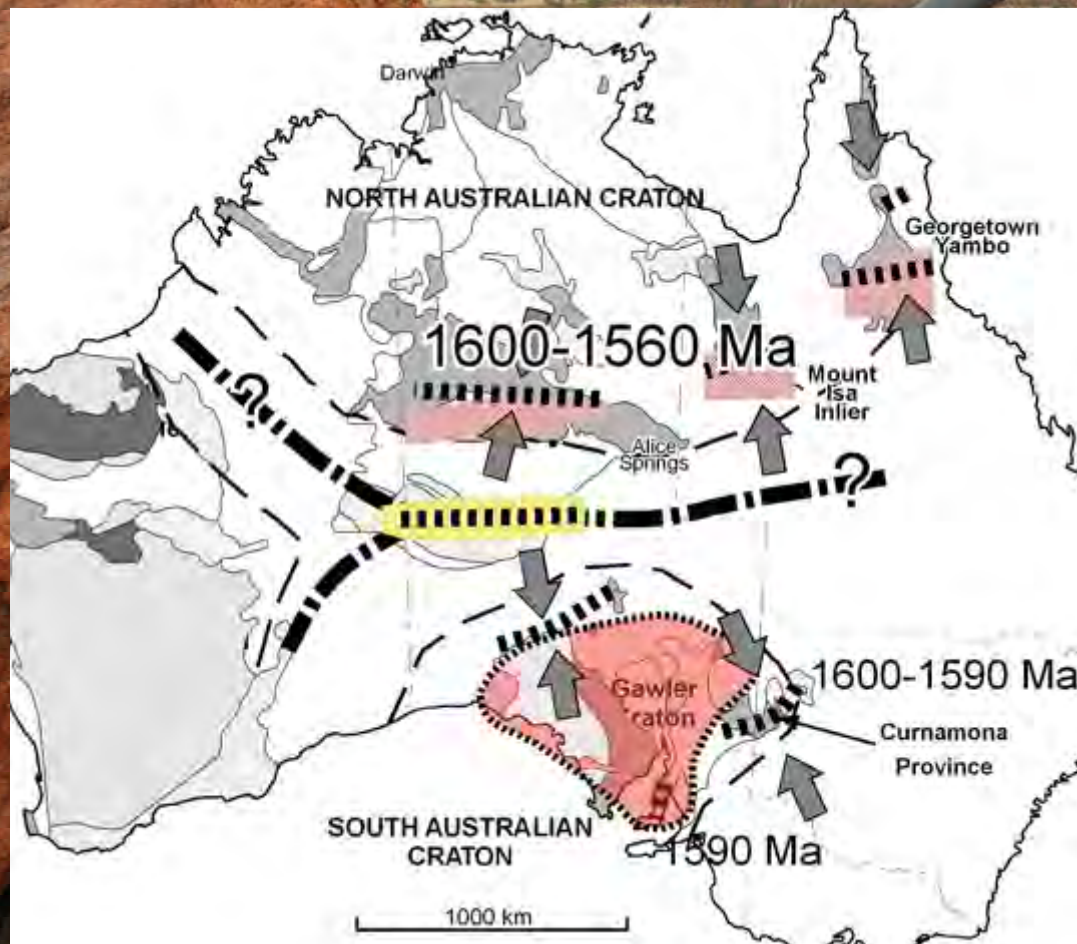 Darwin
NORTH AUSTRALIAN CRATON
Georgetown
Yambo
1600-1560 Ma
?
Mount
Isa
Inlier
Alice
Springs
?
1600-1590 Ma
Gawler
Craton
Curnamona
Province
SOUTH AUSTRALIAN
CRATON
1590 Ma
1000 km